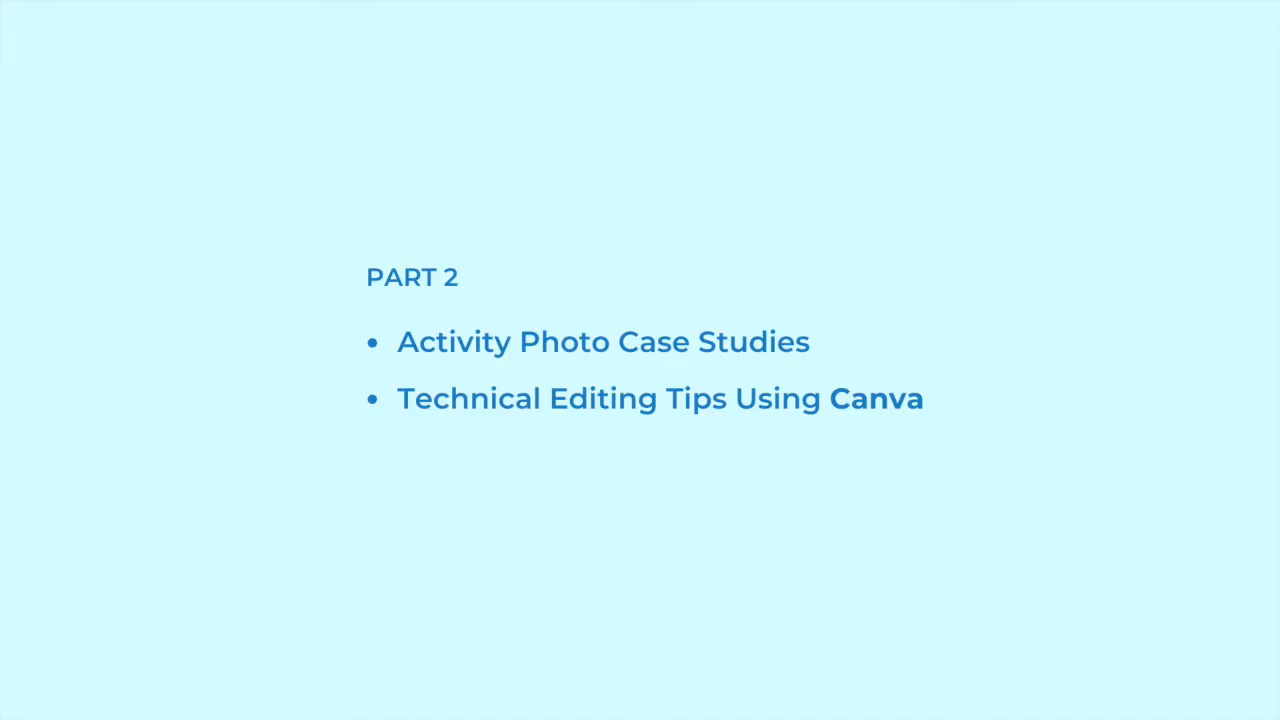 PART 2
• Activity Photo Case Studies
• Technical Editing Tips Using Canva